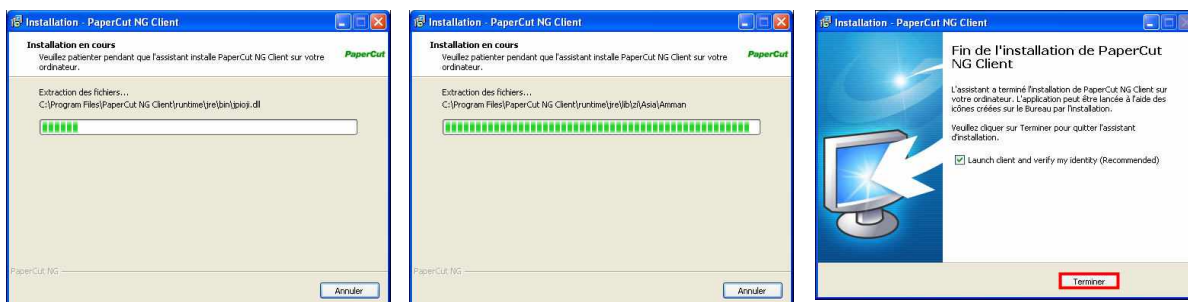 Installation - PaperCut NG Client
Installation en cours
Veuillez patienter pendant que l'assistant installe PaperCut NG Client sur votre
ordinateur.
PaperCut
Extraction des fichiers...
C:\Program Files\PaperCut NG Client\runtime\jre\bin\jpioji.dll
PaperCut NG
Annuler
Installation - PaperCut NG Client
Installation en cours
Veuillez patienter pendant que l'assistant installe PaperCut NG Client sur votre
ordinateur.
PaperCut
Extraction des fichiers...
C:\Program Files\PaperCut NG Client\runtime\jre\lib\zi\Asia\Amman
PaperCut NG
Annuler
Installation - PaperCut NG Client
Fin de l'installation de PaperCut
NG Client
L'assistant a terminé l'installation de PaperCut NG Client sur
votre ordinateur. L'application peut être lancée à l'aide des
icônes créées sur le Bureau par l'installation.
Veuillez cliquer sur Terminer pour quitter l'assistant
d'installation.
Launch client and verify my identity (Recommended)
Terminer